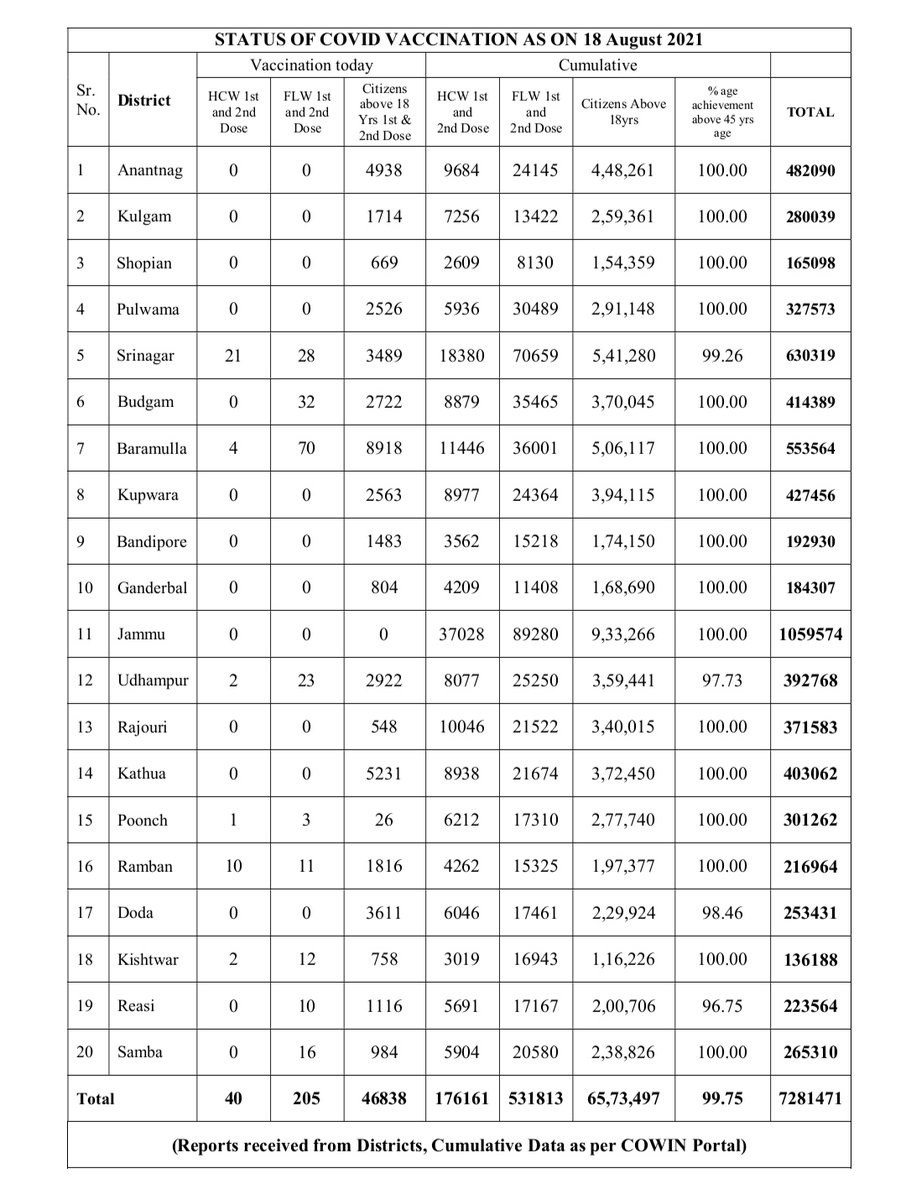 STATUS OF COVID VACCINATION AS ON 18 August 2021
Vaccination today Cumulative
Sr. No. District HCW 1st and 2nd Dose FLW 1st and 2nd Dose Citizens above 18 Yrs 1st & 2nd Dose HCW 1st and 2nd Dose FLW 1st and 2nd Dose Citizens Above 18yrs % age achievement above 45 yrs age TOTAL
1 Anantnag 0 0 4938 9684 24145 4,48,261 100.00 482090
2 Kulgam 0 0 1714 7256 13422 2,59,361 100.00 280039
3 Shopian 0 0 669 2609 8130 1,54,359 100.00 165098
4 Pulwama 0 0 2526 5936 30489 2,91,148 100.00 327573
5 Srinagar 21 28 3489 18380 70659 5,41,280 99.26 630319
6 Budgam 0 32 2722 8879 35465 3,70,045 100.00 414389
7 Baramulla 4 70 8918 11446 36001 5,06,117 100.00 553564
8 Kupwara 0 0 2563 8977 24364 3,94,115 100.00 427456
9 Bandipore 0 0 1483 3562 15218 1,74,150 100.00 192930
10 Ganderbal 0 0 804 4209 11408 1,68,690 100.00 184307
11 Jammu 0 0 0 37028 89280 9,33,266 100.00 1059574
12 Udhampur 2 23 2922 8077 25250 3,59,441 97.73 392768
13 Rajouri 0 0 548 10046 21522 3,40,015 100.00 371583
14 Kathua 0 0 5231 8938 21674 3,72,450 100.00 403062
15 Poonch 1 3 26 6212 17310 2,77,740 100.00 301262
16 Ramban 10 11 1816 4262 15325 1,97,377 100.00 216964
17 Doda 0 0 3611 6046 17461 2,29,924 98.46 253431
18 Kishtwar 2 12 758 3019 16943 1,16,226 100.00 136188
19 Reasi 0 10 1116 5691 17167 2,00,706 96.75 223564
20 Samba 0 16 984 5904 20580 2,38,826 100.00 265310
Total 40 205 46838 176161 531813 65,73,497 99.75 7281471
(Reports received from Districts, Cumulative Data as per COWIN Portal)